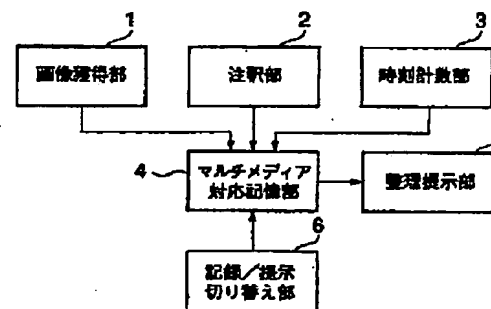 1
2
3
画像獲得部
注釈部
時刻計数部
4
マルチメディア
対応記憶部
整理提示部
6
記録／提示
切り替え部